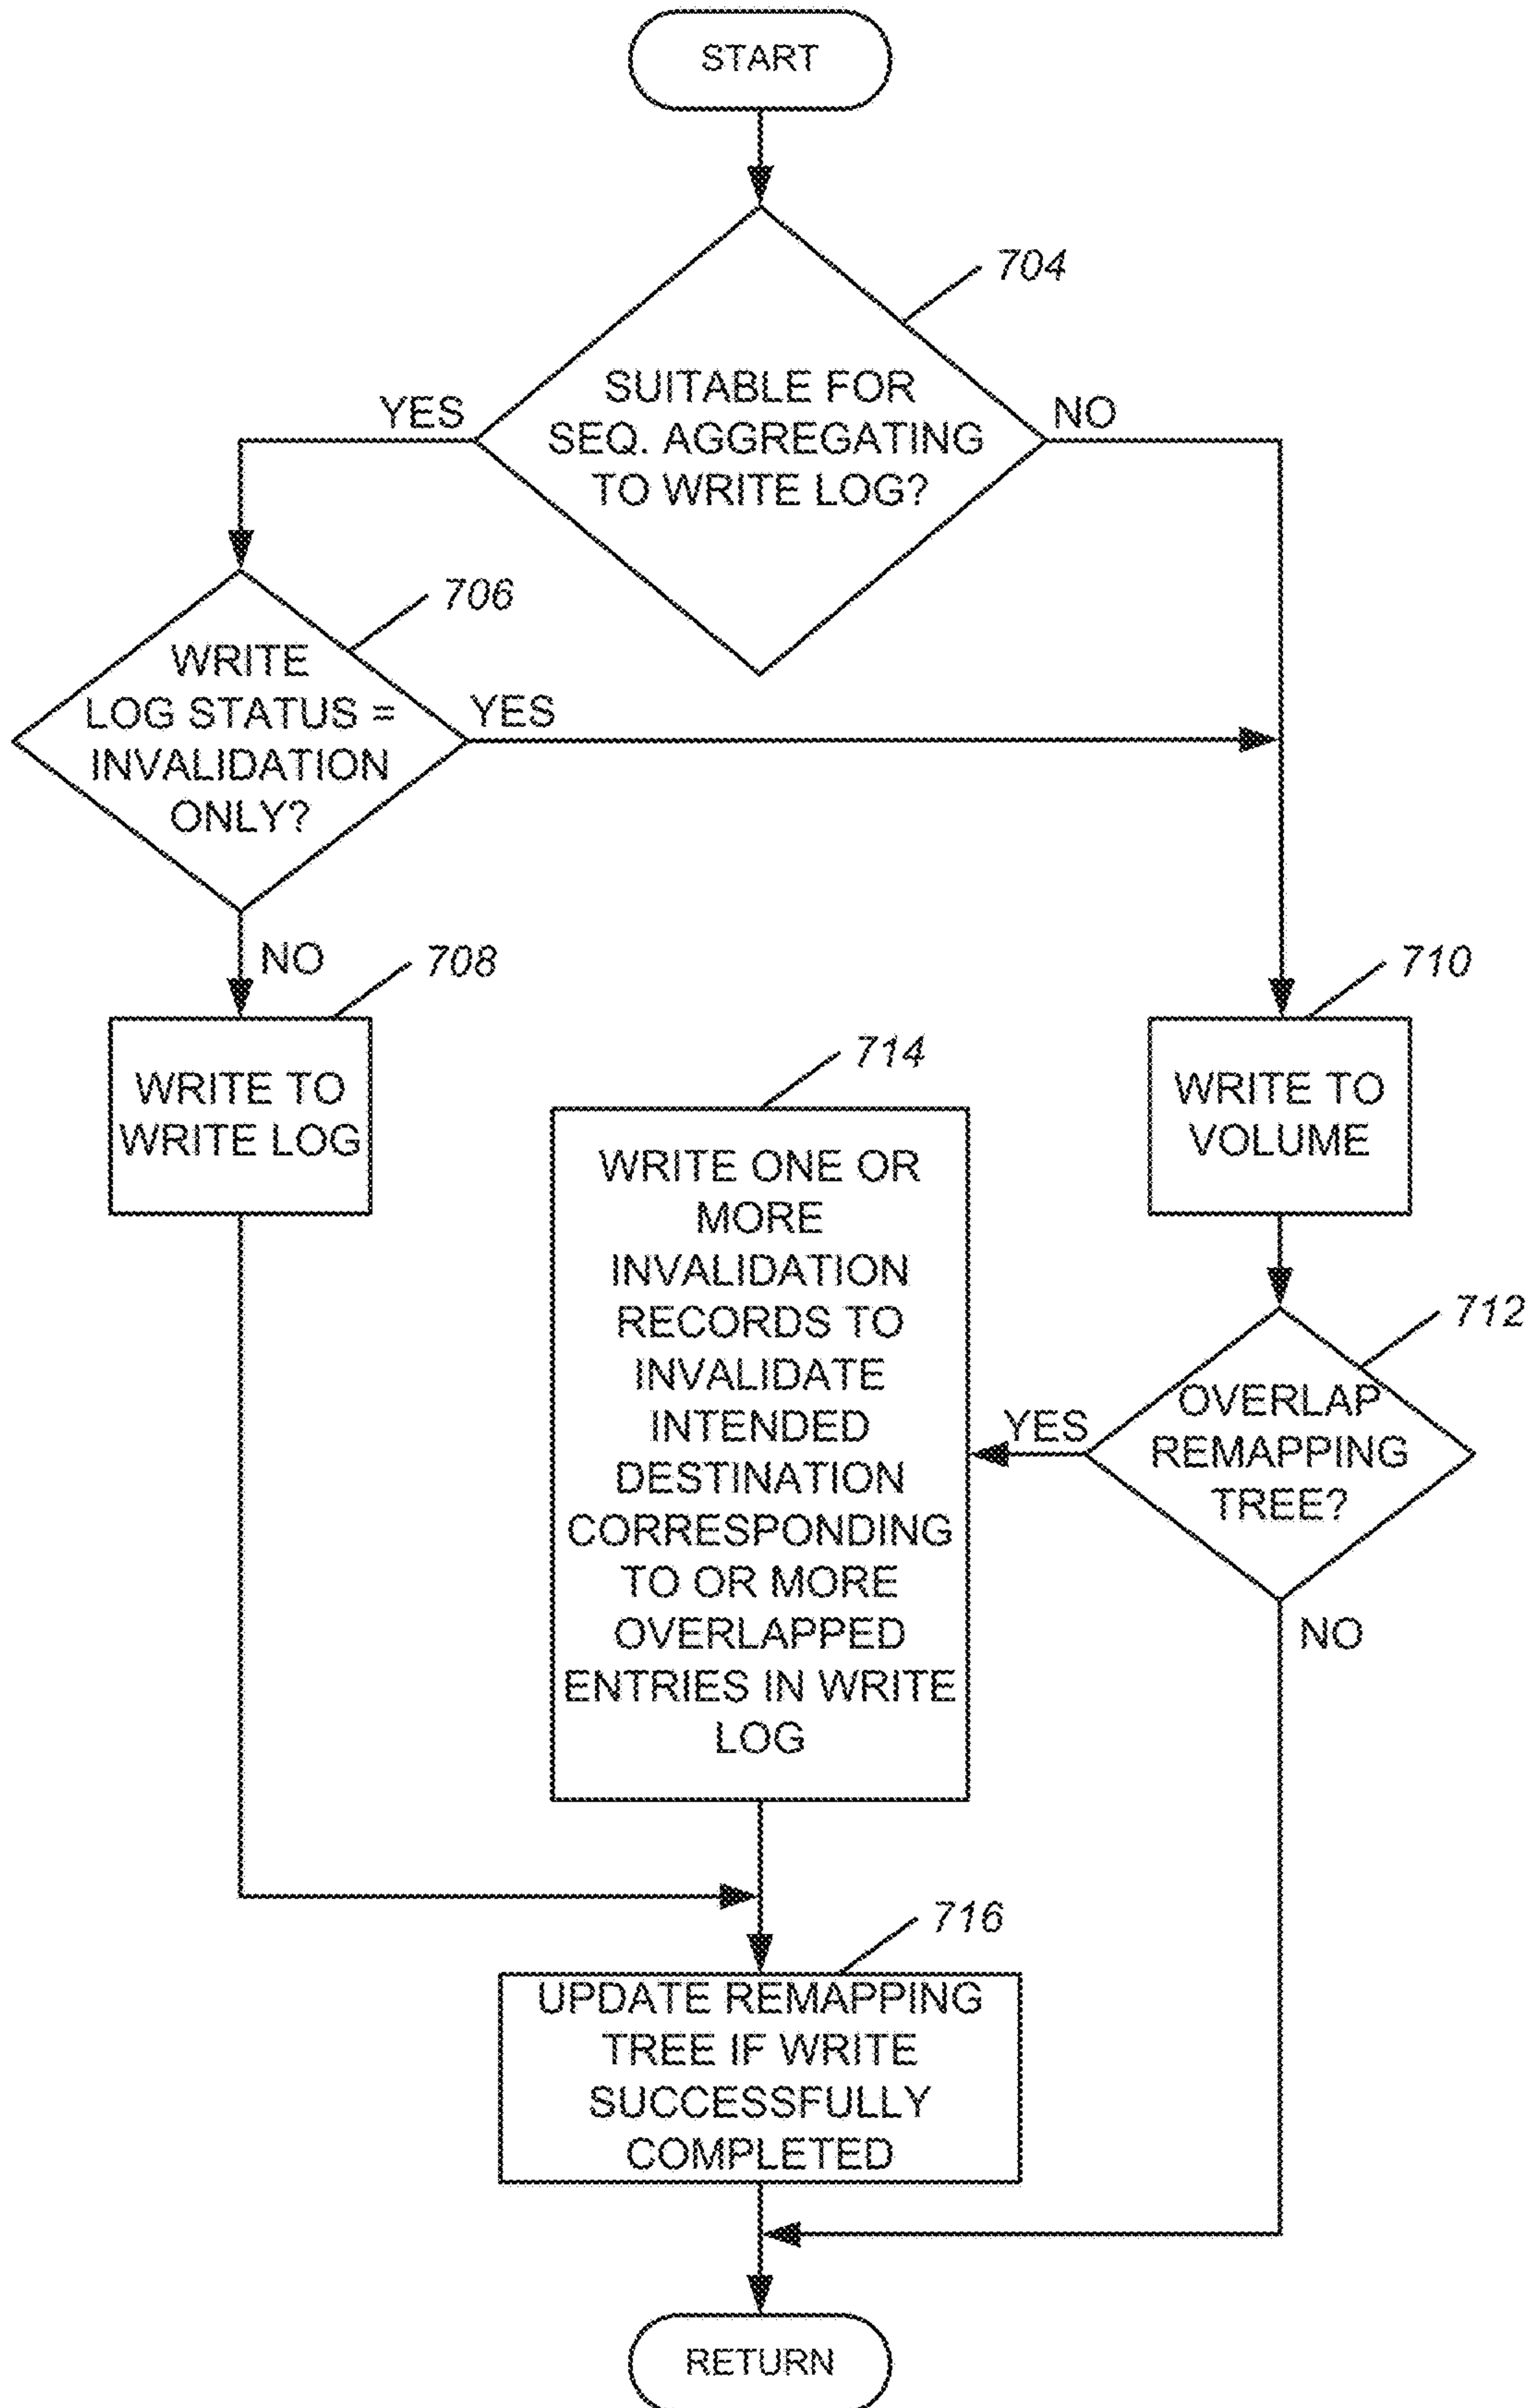 START
704
SUITABLE FOR
SEQ. AGGREGATING
TO WRITE LOG?
YES
NO
706
WRITE
LOG STATUS =
INVALIDATION
ONLY?
YES
NO
708
WRITE TO
WRITE LOG
710
WRITE TO
VOLUME
712
OVERLAP
REMAPPING
TREE?
YES
NO
714
WRITE ONE OR
MORE
INVALIDATION
RECORDS TO
INVALIDATE
INTENDED
DESTINATION
CORRESPONDING
TO OR MORE
OVERLAPPED
ENTRIES IN WRITE
LOG
716
UPDATE REMAPPING
TREE IF WRITE
SUCCESSFULLY
COMPLETED
RETURN